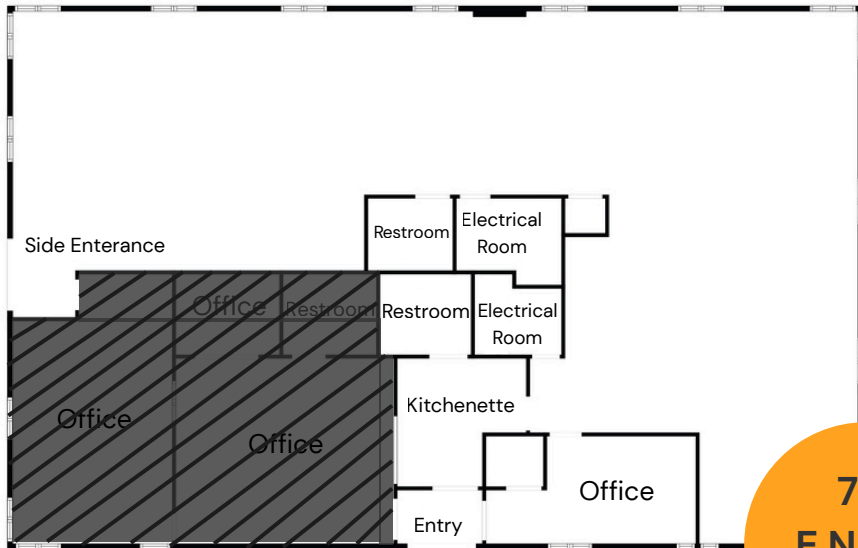 Restroom
Electrical
Room
Side Enterance
Office
Restroom
Restroom
Electrical
Room
Kitchenette
Office
Office
Office
Entry
7
E N